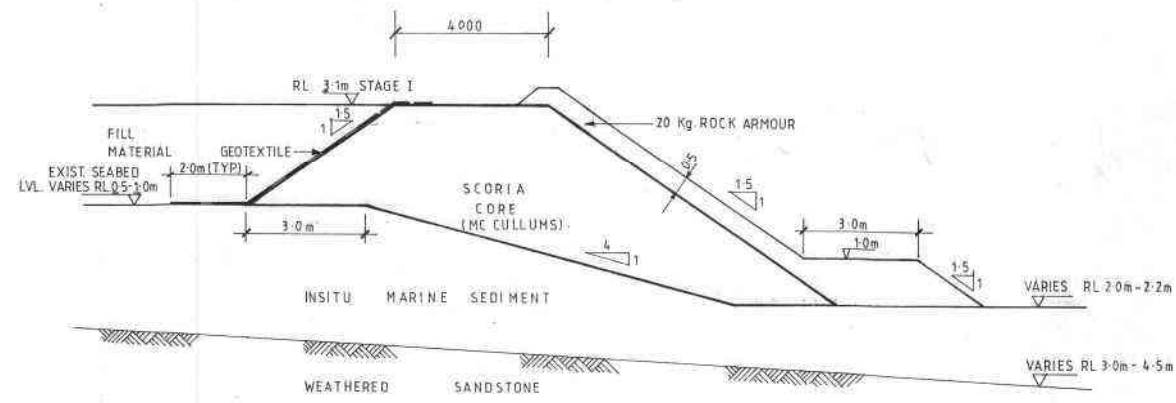 4.000
RL 3·1m STAGE I
1·5
1
20 Kg. ROCK ARMOUR
FILL
MATERIAL
GEOTEXTILE
EXIST. SEABED
LVL. VARIES RL 0·5-1·0m
2·0m (TYP)
0·5
SCORIA
CORE
(MC CULLUMS).
1·5
1
3·0m
3·0m
1·0m
4
1
1·5
1
INSITU MARINE SEDIMENT
VARIES RL 2·0m-2·2m
WEATHERED SANDSTONE
VARIES RL 3·0m-4·5m